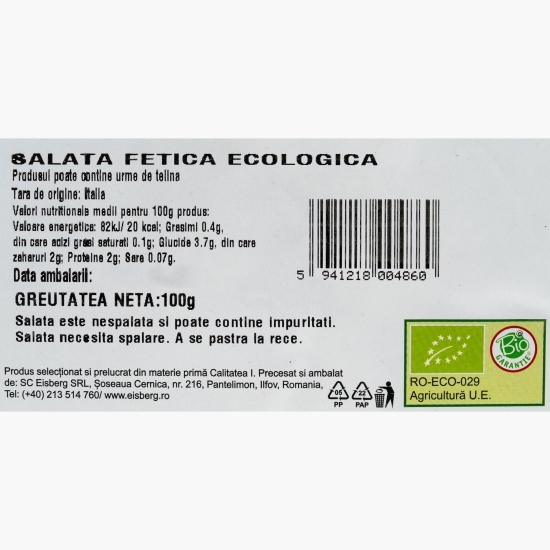 SALATA FETICA ECOLOGICA
Produsul poate contine urme de telina
Tara de origine: Italia
Valori nutritionale medii pentru 100g produs:
Valoare energetica: 82kJ/ 20 kcal; Grasimi 0.4g,
din care acizi grasi saturati 0.1g; Glucide 3.7g, din care
zaharuri 2g; Proteine 2g; Sare 0.07g.
Data ambalarii:
5 941218 004860
GREUTATEA NETA:100g
Salata este nespalata si poate contine impuritati.
Salata necesita spalare. A se pastra la rece.
Produs selecționat si prelucrat din materie primă Calitatea I. Precesat si ambalat
de: SC Eisberg SRL, Șoseaua Cernica, nr. 216, Pantelimon, Ilfov, Romania,
Tel: (+40) 213 514 760/ www.eisberg.ro
05
PP
22
PAP
Bio
GARANTIE
RO-ECO-029
Agricultură U.E.